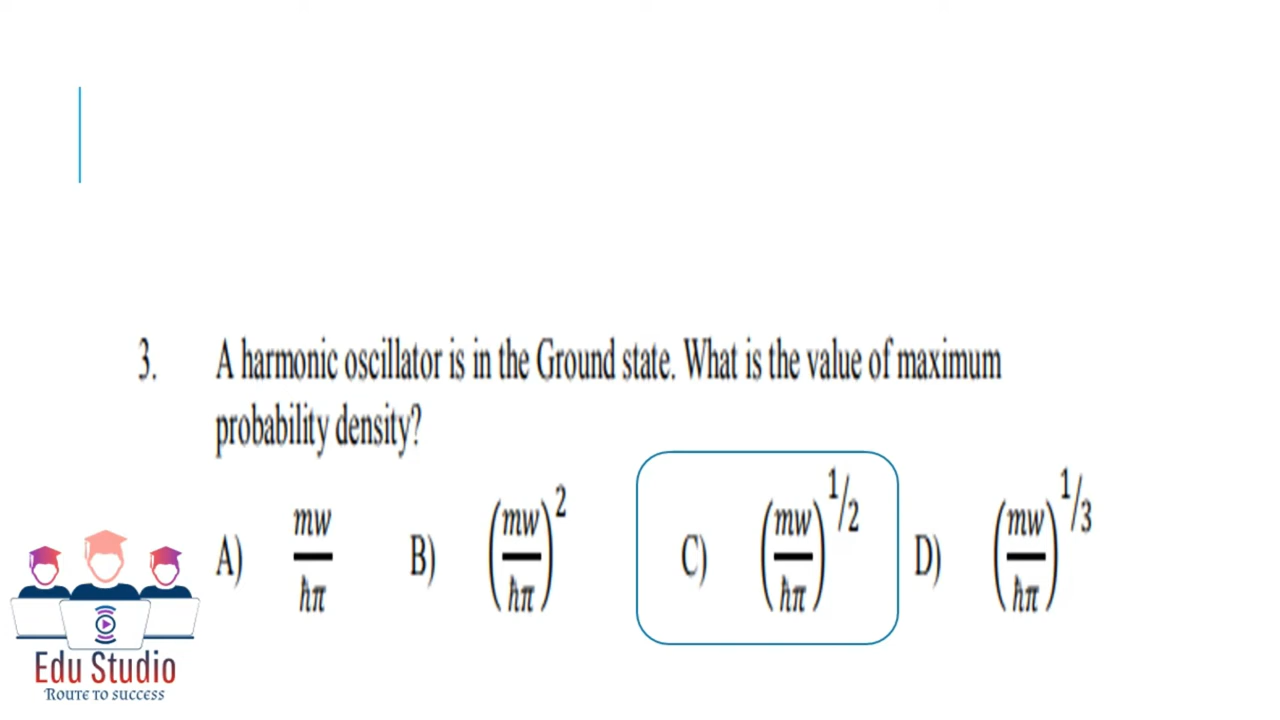 3. A harmonic oscillator is in the Ground state. What is the value of maximum
probability density?
A) mw/ħπ B) (mw/ħπ)^2 C) (mw/ħπ)^1/2 D) (mw/ħπ)^1/3
Edu Studio
Route to success